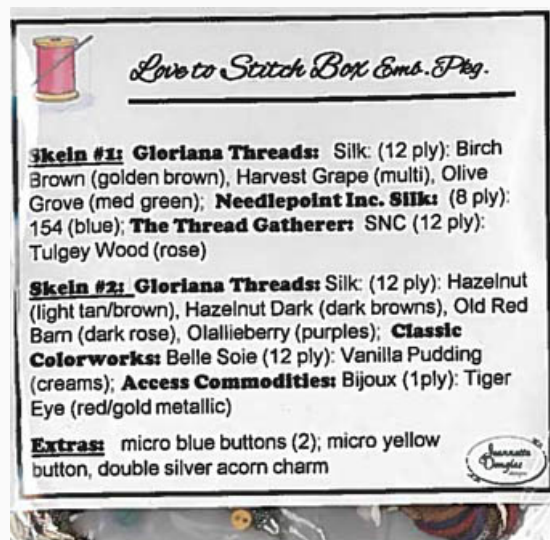 Love to Stitch Box Emb. Pkg.
Skein #1: Gloriana Threads: Silk: (12 ply): Birch
Brown (golden brown), Harvest Grape (multi), Olive
Grove (med green); Needlepoint Inc. Silk: (8 ply):
154 (blue); The Thread Gatherer: SNC (12 ply):
Tulgey Wood (rose)
Skein #2: Gloriana Threads: Silk: (12 ply): Hazelnut
(light tan/brown), Hazelnut Dark (dark browns), Old Red
Barn (dark rose), Olallieberry (purples); Classic
Colorworks: Belle Soie (12 ply): Vanilla Pudding
(creams); Access Commodities: Bijoux (1ply): Tiger
Eye (red/gold metallic)
Extras: micro blue buttons (2); micro yellow
button, double silver acorn charm
Jeannette
Douglas
designs